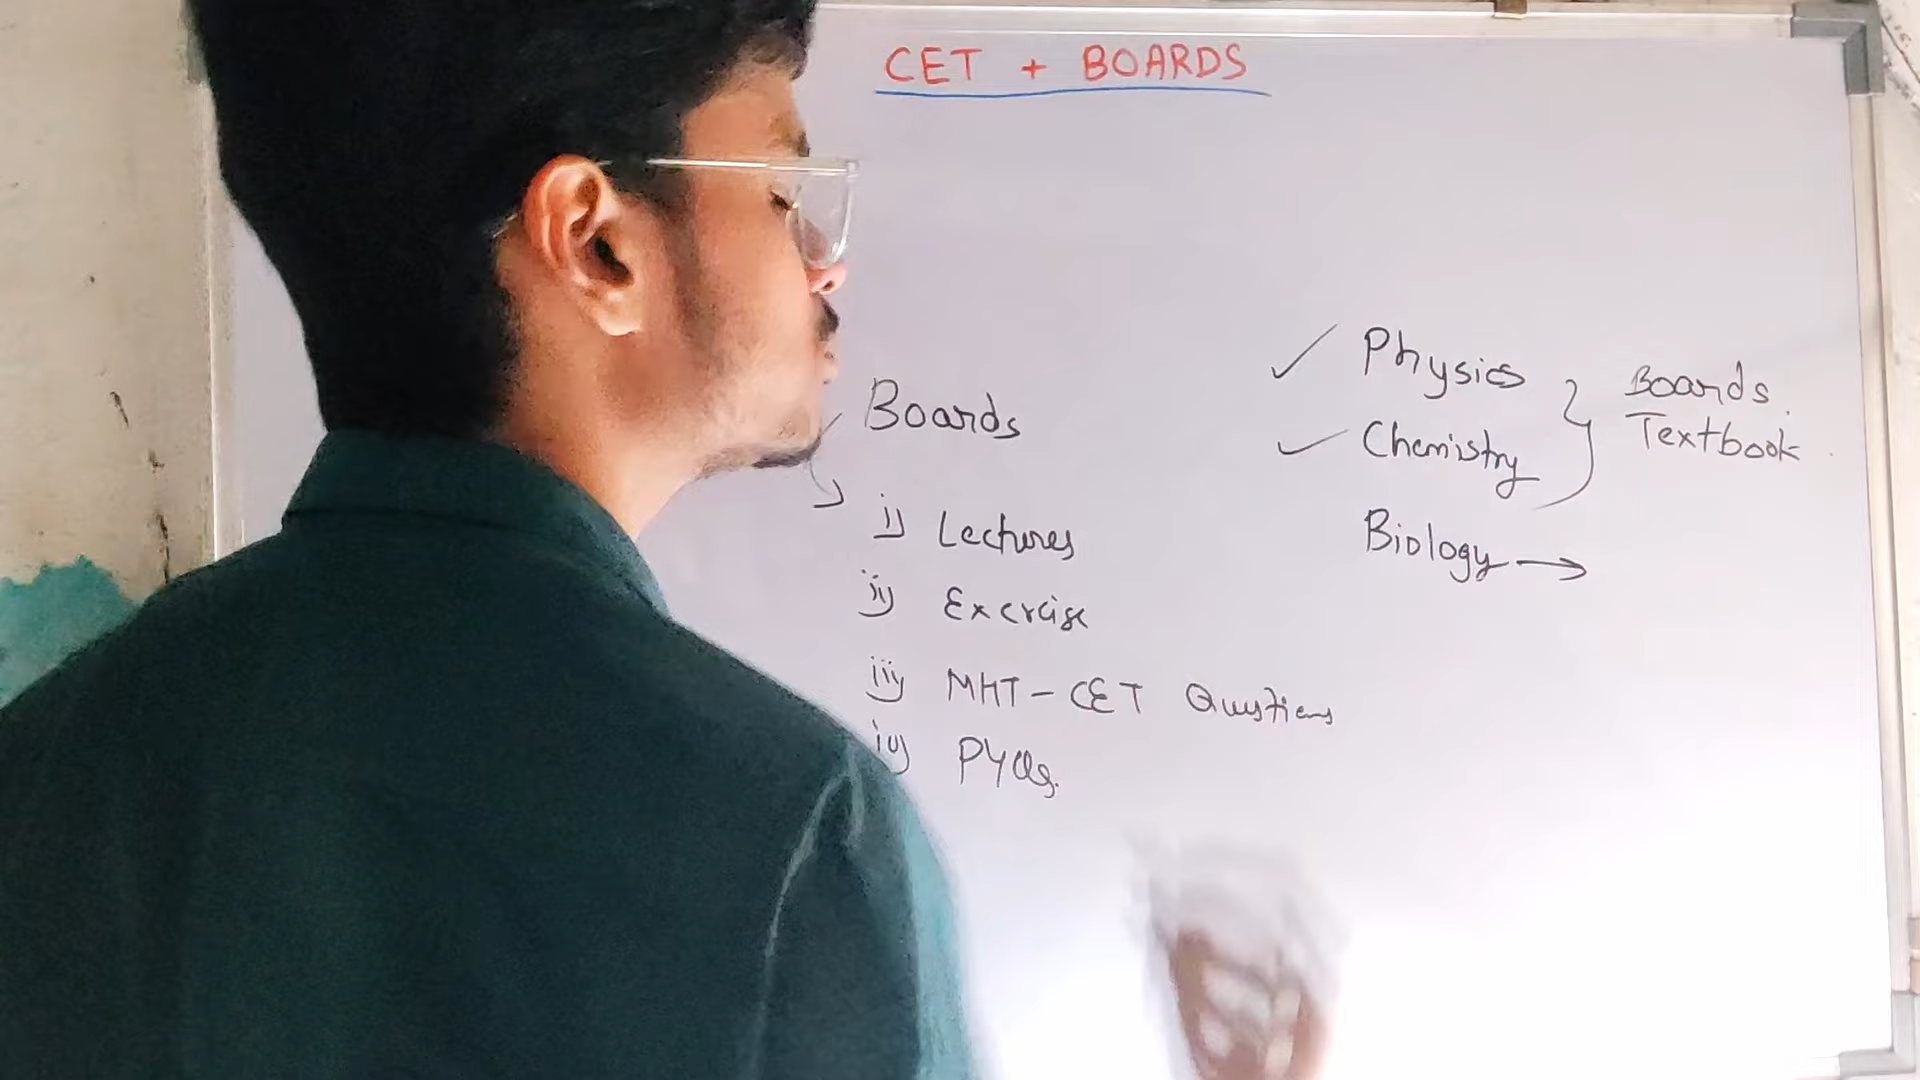 CET + BOARDS
Boards
i) Lectures
ii) Exercise
iii) MHT-CET Questions
iv) PYQs.
Physics
Chemistry
Biology →
Boards.
Textbook.